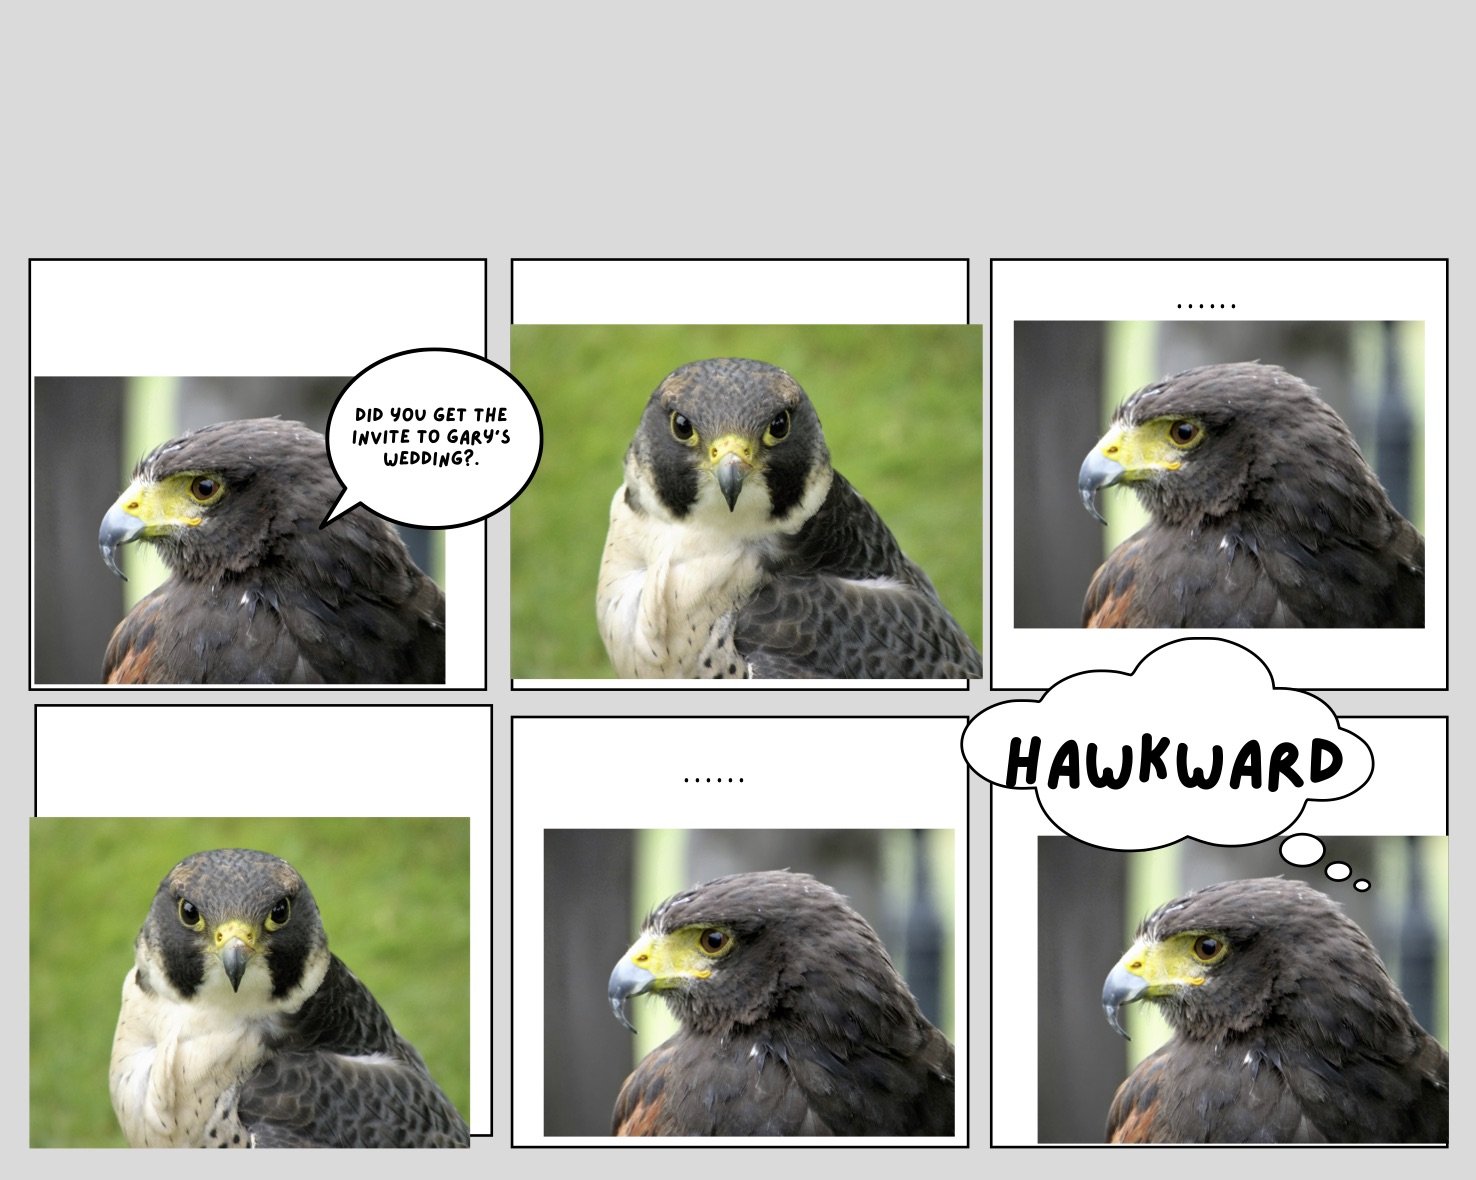 DID YOU GET THE
INVITE TO GARY'S
WEDDING?.
......
......
HAWKWARD